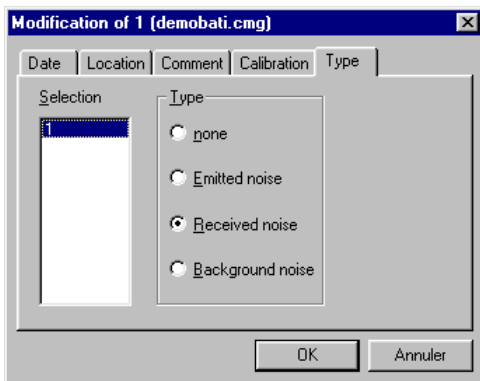 Modification of 1 (demobati.cmg)
Date Location Comment Calibration Type
Selection
1
Type
none
Emitted noise
Received noise
Background noise
OK Annuler